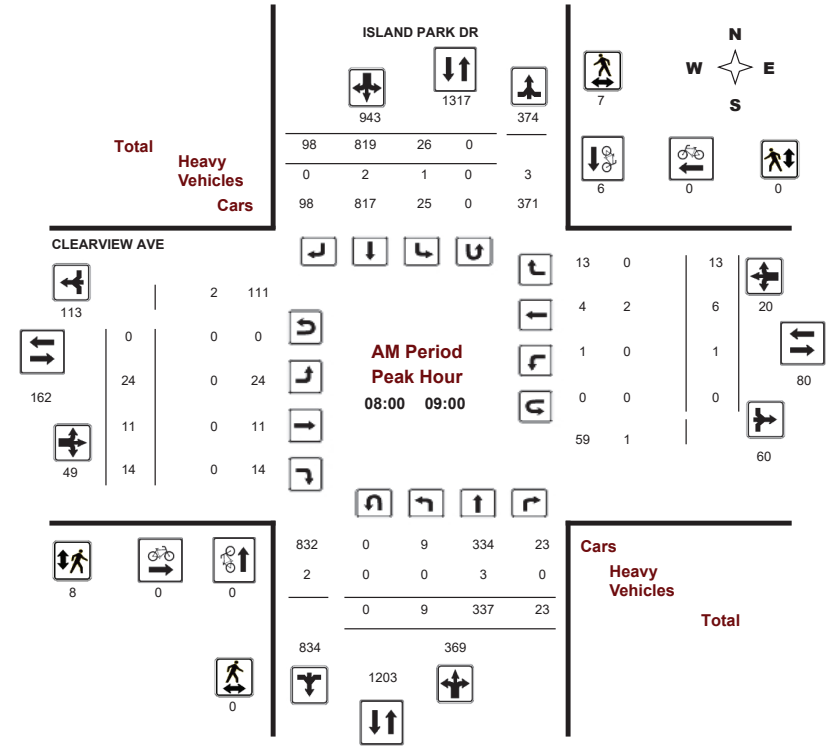 ISLAND PARK DR
N
W E
S
943
1317
374
7
Total
98 819 26 0
Heavy
Vehicles
0 2 1 0 3
Cars
98 817 25 0 371
6 0 0
CLEARVIEW AVE
113
2 111
13 0 13
20
0 0 0
4 2 6
162
24 0 24
AM Period
Peak Hour
08:00 09:00
1 0 1
80
11 0 11
0 0 0
49
14 0 14
59 1
60
832 0 9 334 23
Cars
2 0 0 3 0
Heavy
Vehicles
8 0 0
0 9 337 23
Total
834 369
1203
0